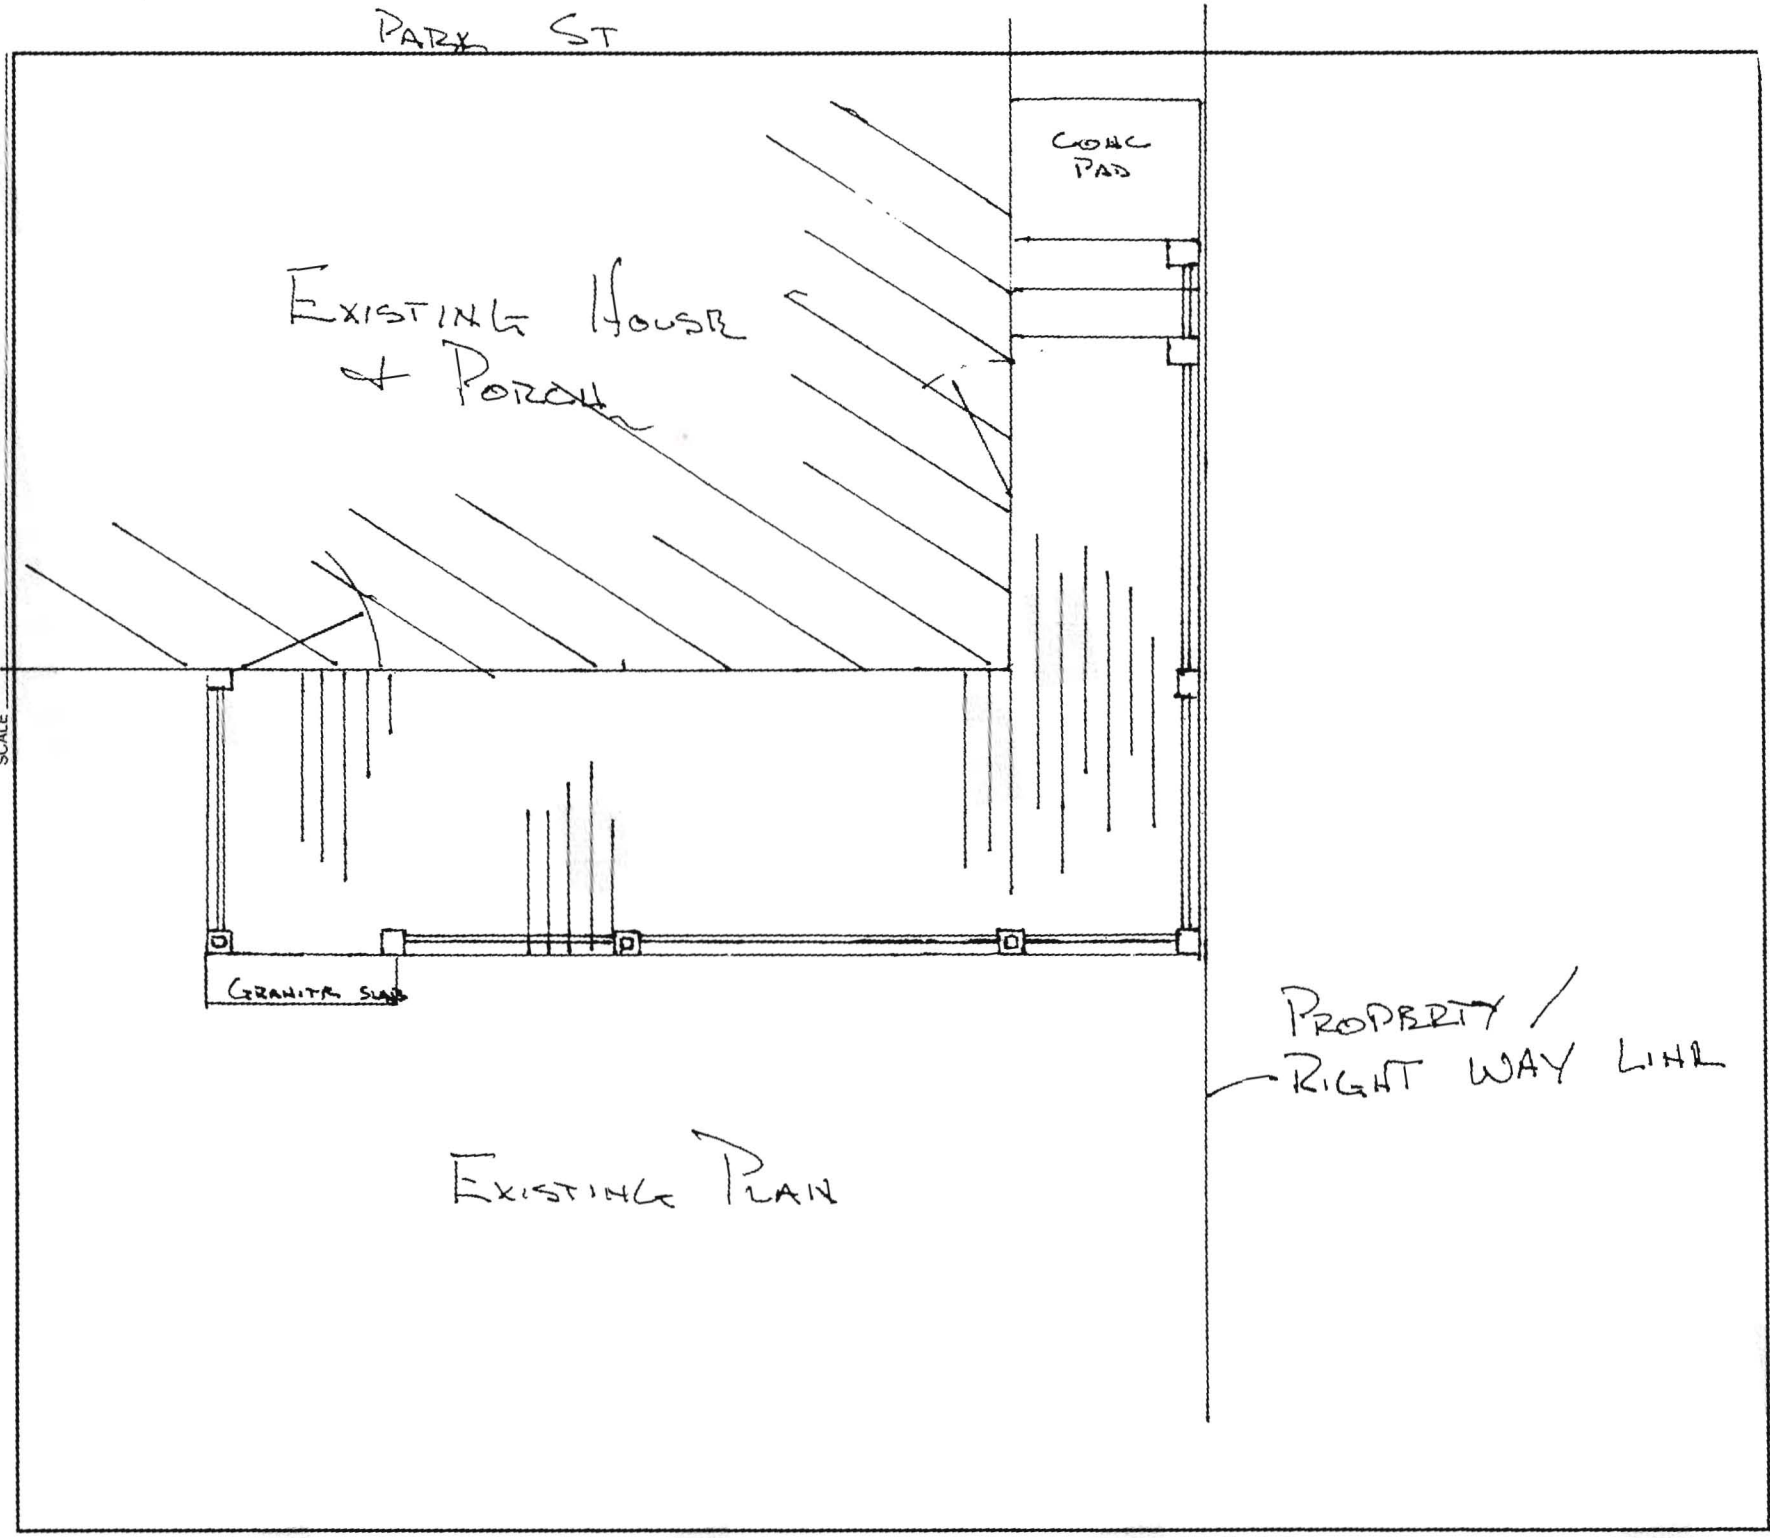 PARK ST
CONC
PAD
EXISTING HOUSE
+ PORCH
SCALE
GRANITE SLAB
PROPERTY /
RIGHT WAY LINE
EXISTING PLAN